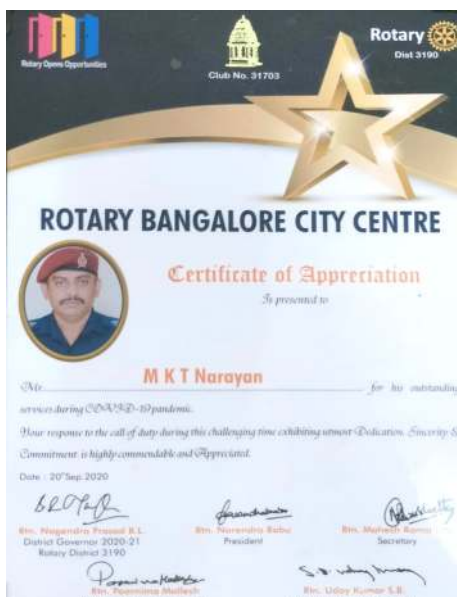 Rotary Opens Opportunities
Club No. 31703
Rotary
Dist 3190
ROTARY BANGALORE CITY CENTRE
Certificate of Appreciation
Is presented to
Mr M K T Narayan for his outstanding
services during COVID-19 pandemic.
Your response to the call of duty during this challenging time exhibiting utmost Dedication, Sincerity &
Commitment is highly commendable and Appreciated.
Date : 20th Sep 2020
Rtn. Nagendra Prasad B.L.
District Governor 2020-21
Rotary District 3190
Rtn. Narendra Babu
President
Rtn. Mahesh
Secretary
Rtn. Poornima Mallesh
Rtn. Uday Kumar S.B.